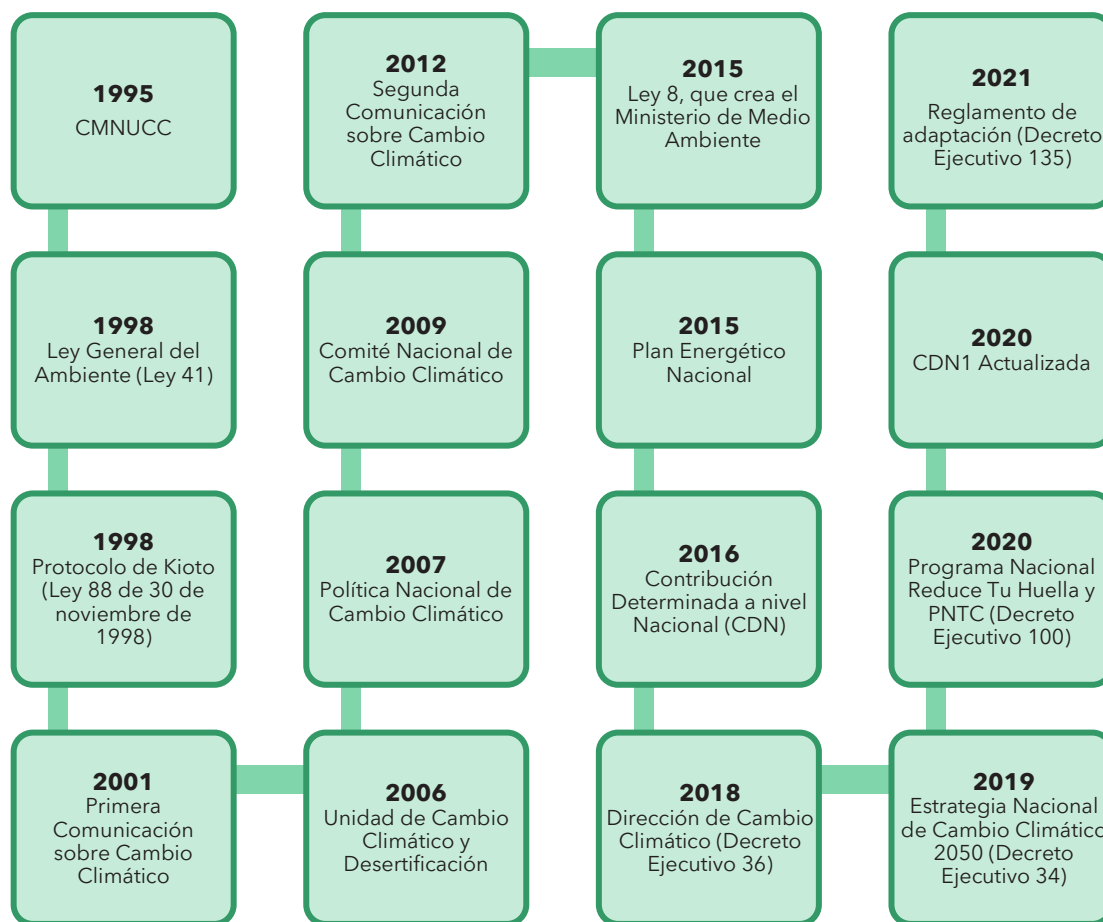 1995
CMNUCC
1998
Ley General del
Ambiente (Ley 41)
1998
Protocolo de Kioto
(Ley 88 de 30 de
noviembre de
1998)
2001
Primera
Comunicación
sobre Cambio
Climático
2006
Unidad de Cambio
Climático y
Desertificación
2007
Política Nacional de
Cambio Climático
2009
Comité Nacional de
Cambio Climático
2012
Segunda
Comunicación
sobre Cambio
Climático
2015
Ley 8, que crea el
Ministerio de Medio
Ambiente
2015
Plan Energético
Nacional
2016
Contribución
Determinada a nivel
Nacional (CDN)
2018
Dirección de Cambio
Climático (Decreto
Ejecutivo 36)
2019
Estrategia Nacional
de Cambio Climático
2050 (Decreto
Ejecutivo 34)
2020
Programa Nacional
Reduce Tu Huella y
PNTC (Decreto
Ejecutivo 100)
2020
CDN1 Actualizada
2021
Reglamento de
adaptación (Decreto
Ejecutivo 135)